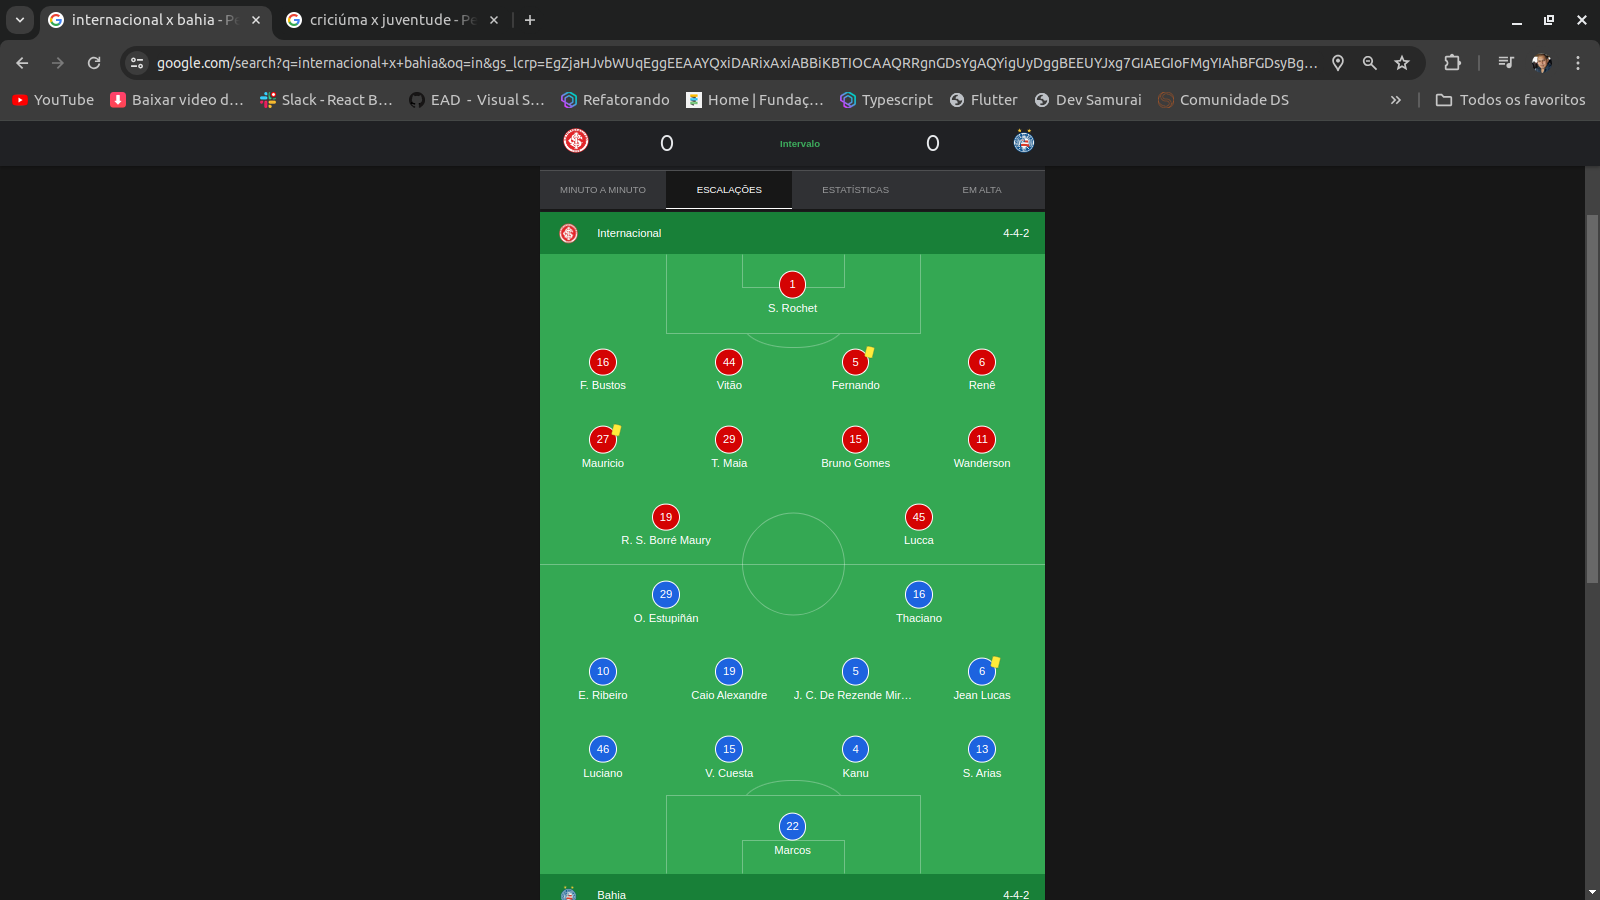 internacional x bahia - Pe
criciúma x juventude - Pe
google.com/search?q=internacional+x+bahia&oq=in&gs_lcrp=EgZjaHJvbWUqEggEEAAYQxiDARixAxiABBiKBTIOCAAQRRgnGDsYgAQYigUyDggBEEUYJxg7GIAEGIoFMgYIAhBFGDsyBg...
YouTube
Baixar video d...
Slack - React B...
EAD - Visual S...
Refatorando
Home | Fundaç...
Typescript
Flutter
Dev Samurai
Comunidade DS
»
Todos os favoritos
0 Intervalo 0
MINUTO A MINUTO ESCALAÇÕES ESTATÍSTICAS EM ALTA
Internacional 4-4-2
1
S. Rochet
16 44 5 6
F. Bustos Vitão Fernando Renê
27 29 15 11
Mauricio T. Maia Bruno Gomes Wanderson
19 45
R. S. Borré Maury Lucca
29 16
O. Estupiñán Thaciano
10 19 5 6
E. Ribeiro Caio Alexandre J. C. De Rezende Mir... Jean Lucas
46 15 4 13
Luciano V. Cuesta Kanu S. Arias
22
Marcos
Bahia 4-4-2